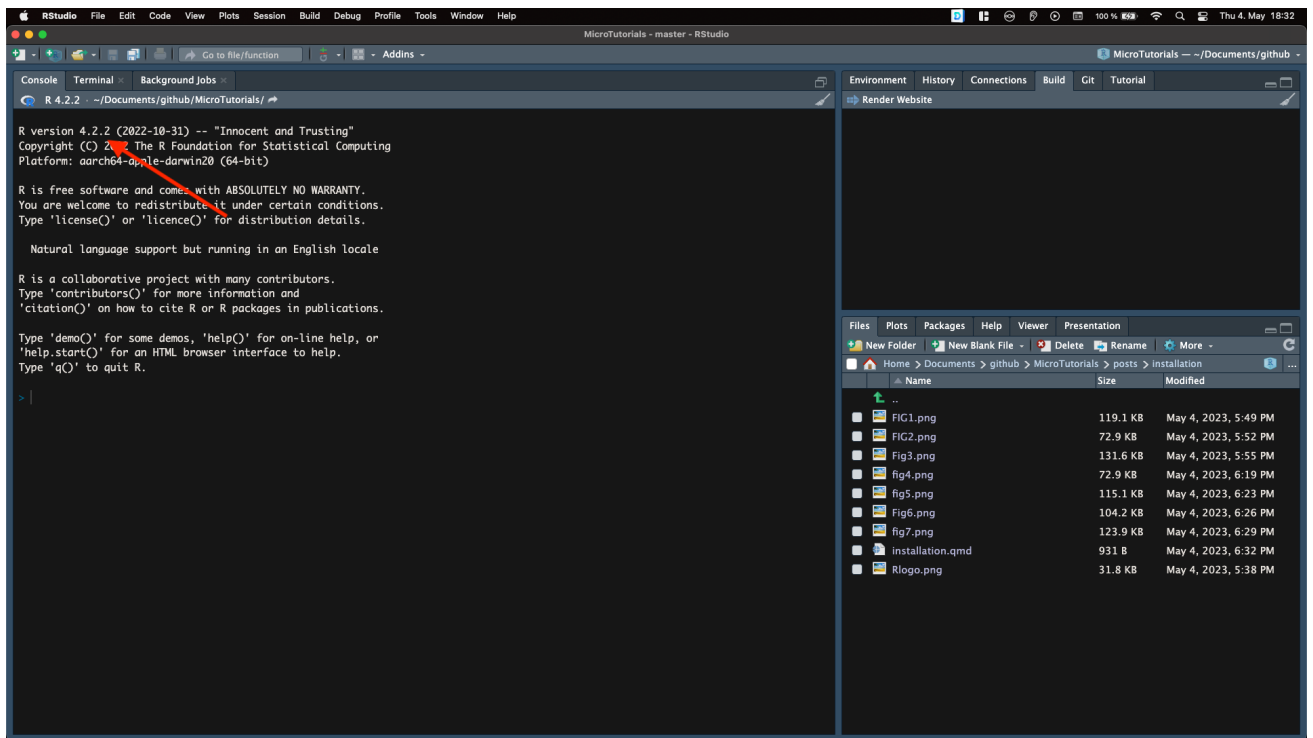 RStudio File Edit Code View Plots Session Build Debug Profile Tools Window Help 100 % Thu 4. May 18:32
MicroTutorials - master - RStudio
Go to file/function Addins MicroTutorials — ~/Documents/github
Console Terminal Background Jobs
R 4.2.2 · ~/Documents/github/MicroTutorials/
R version 4.2.2 (2022-10-31) -- "Innocent and Trusting"
Copyright (C) 2022 The R Foundation for Statistical Computing
Platform: aarch64-apple-darwin20 (64-bit)
R is free software and comes with ABSOLUTELY NO WARRANTY.
You are welcome to redistribute it under certain conditions.
Type 'license()' or 'licence()' for distribution details.
Natural language support but running in an English locale
R is a collaborative project with many contributors.
Type 'contributors()' for more information and
'citation()' on how to cite R or R packages in publications.
Type 'demo()' for some demos, 'help()' for on-line help, or
'help.start()' for an HTML browser interface to help.
Type 'q()' to quit R.
>
Environment History Connections Build Git Tutorial
Render Website
Files Plots Packages Help Viewer Presentation
New Folder New Blank File Delete Rename More
Home > Documents > github > MicroTutorials > posts > installation ...
Name Size Modified
..
FIG1.png 119.1 KB May 4, 2023, 5:49 PM
FIG2.png 72.9 KB May 4, 2023, 5:52 PM
Fig3.png 131.6 KB May 4, 2023, 5:55 PM
fig4.png 72.9 KB May 4, 2023, 6:19 PM
fig5.png 115.1 KB May 4, 2023, 6:23 PM
Fig6.png 104.2 KB May 4, 2023, 6:26 PM
fig7.png 123.9 KB May 4, 2023, 6:29 PM
installation.qmd 931 B May 4, 2023, 6:32 PM
Rlogo.png 31.8 KB May 4, 2023, 5:38 PM